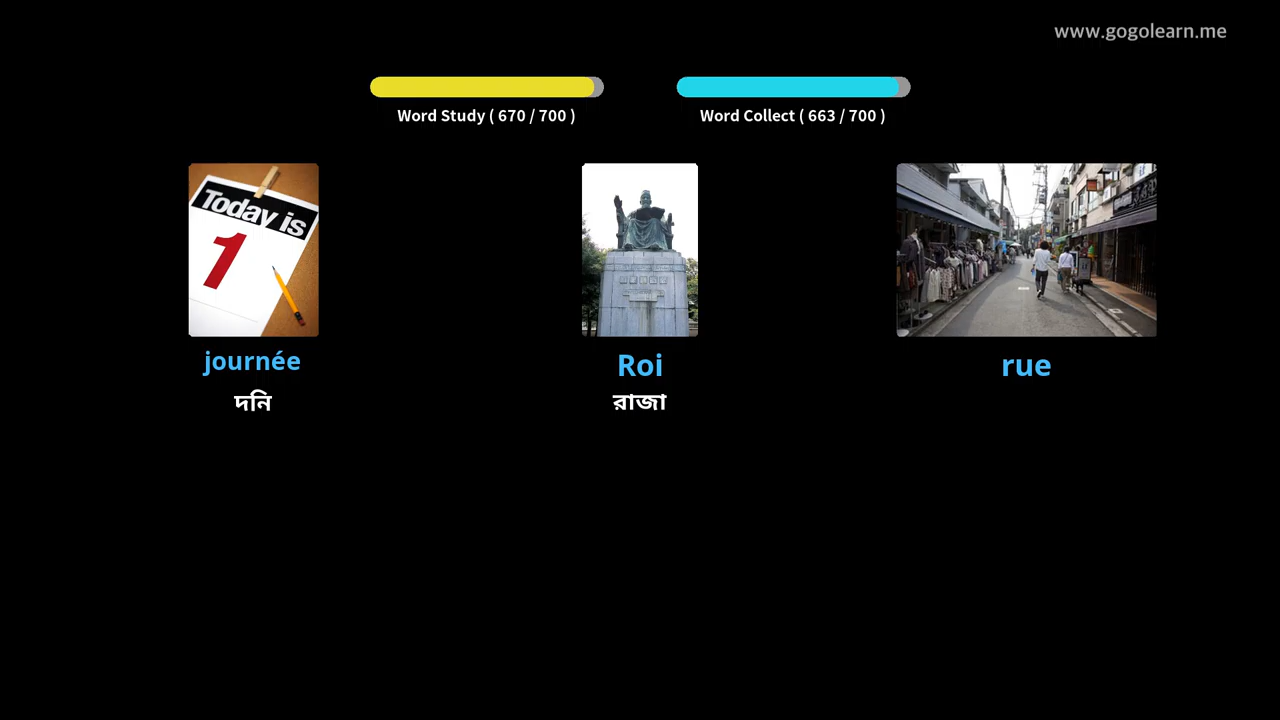 www.gogolearn.me
Word Study ( 670 / 700 )
Word Collect ( 663 / 700 )
Today is
1
journée
দনি
Roi
রাজা
rue